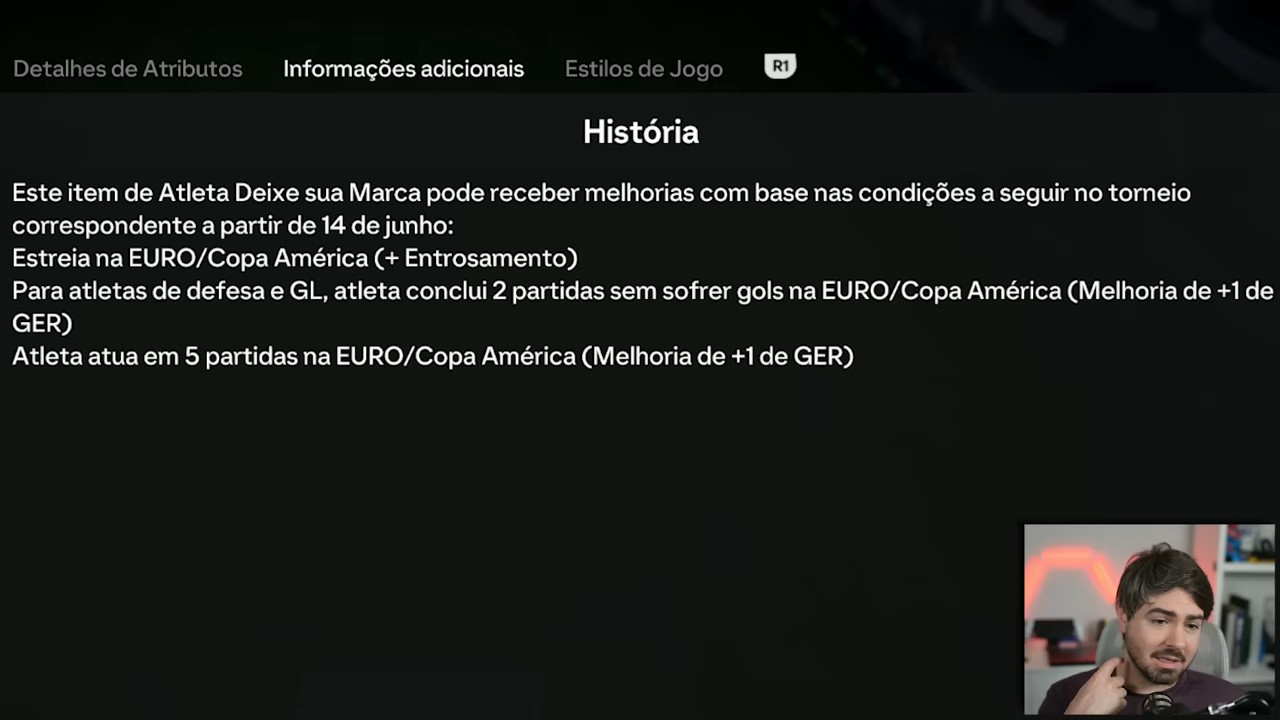 Detalhes de Atributos Informações adicionais Estilos de Jogo R1
História
Este item de Atleta Deixe sua Marca pode receber melhorias com base nas condições a seguir no torneio
correspondente a partir de 14 de junho:
Estreia na EURO/Copa América (+ Entrosamento)
Para atletas de defesa e GL, atleta conclui 2 partidas sem sofrer gols na EURO/Copa América (Melhoria de +1 de
GER)
Atleta atua em 5 partidas na EURO/Copa América (Melhoria de +1 de GER)